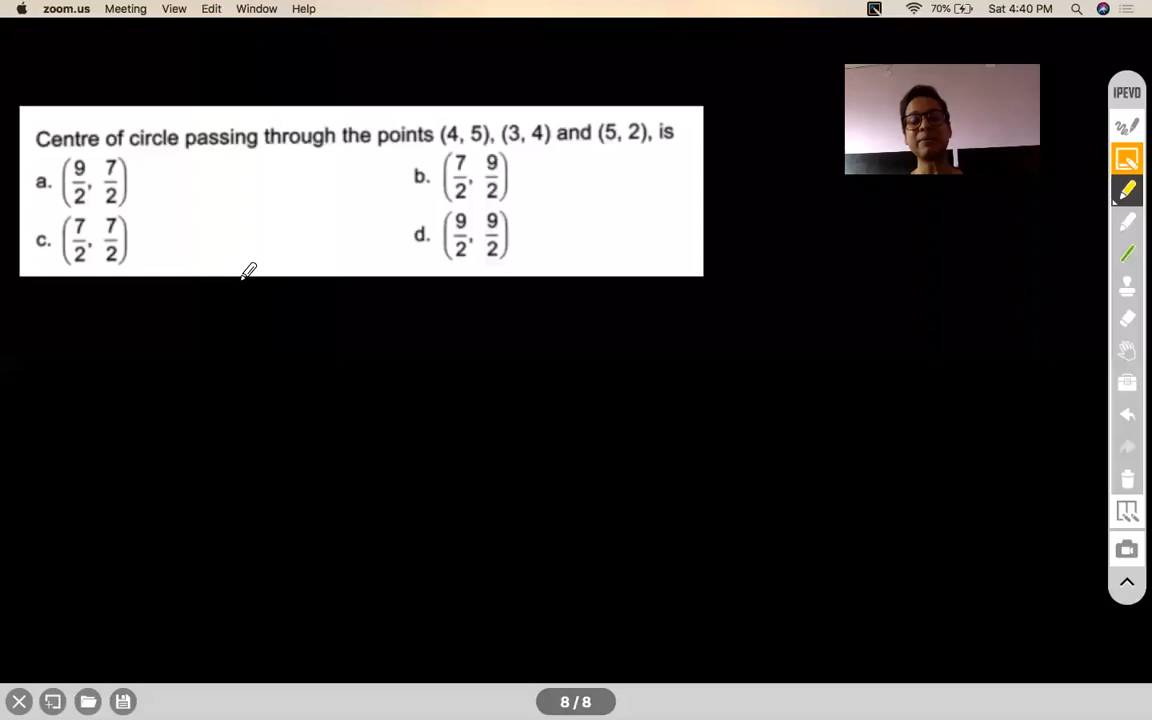 zoom.us Meeting View Edit Window Help 70% Sat 4:40 PM
IPEVO
Centre of circle passing through the points (4, 5), (3, 4) and (5, 2), is
a. (9/2, 7/2) b. (7/2, 9/2)
c. (7/2, 7/2) d. (9/2, 9/2)
8 / 8